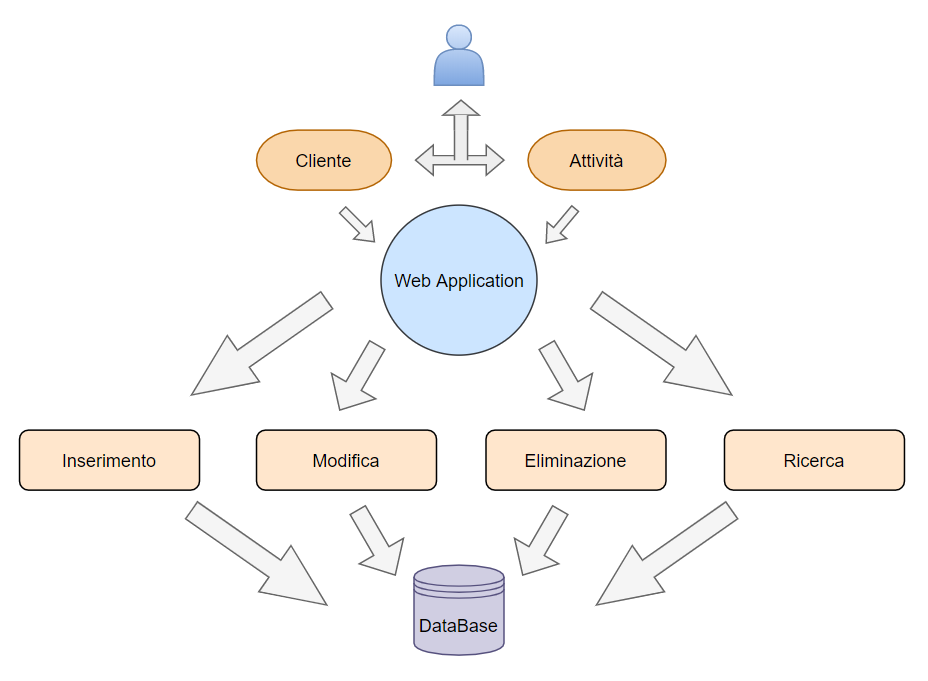 Cliente
Attività
Web Application
Inserimento
Modifica
Eliminazione
Ricerca
DataBase